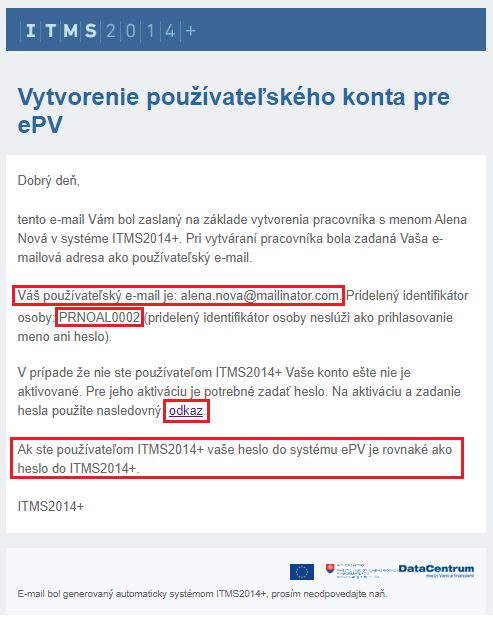 ITMS2014+
Vytvorenie používateľského konta pre
ePV
Dobrý deň,
tento e-mail Vám bol zaslaný na základe vytvorenia pracovníka s menom Alena
Nová v systéme ITMS2014+. Pri vytváraní pracovníka bola zadaná Vaša e-
mailová adresa ako používateľský e-mail.
Váš používateľský e-mail je: alena.nova@mailinator.com. Pridelený identifikátor
osoby: PRNOAL0002 (pridelený identifikátor osoby neslúži ako prihlasovanie
meno ani heslo).
V prípade že nie ste používateľom ITMS2014+ Vaše konto ešte nie je
aktivované. Pre jeho aktiváciu je potrebné zadať heslo. Na aktiváciu a zadanie
hesla použite nasledovný odkaz.
Ak ste používateľom ITMS2014+ vaše heslo do systému ePV je rovnaké ako
heslo do ITMS2014+.
ITMS2014+
DataCentrum
medzi Vami a financiami
E-mail bol generovaný automaticky systémom ITMS2014+, prosím neodpovedajte naň.